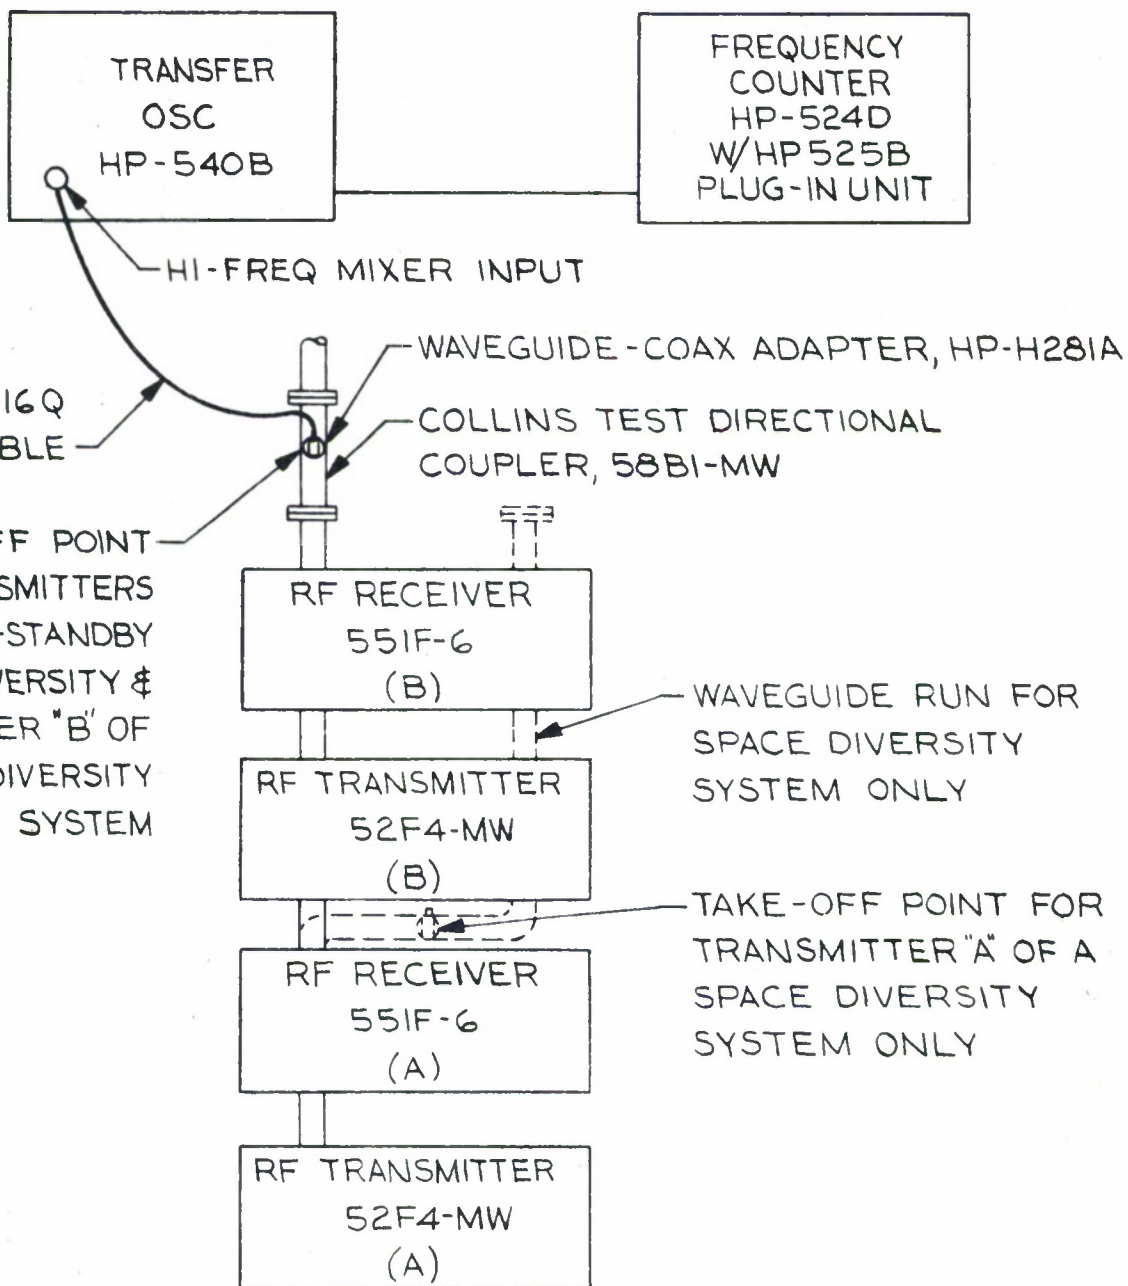 TRANSFER
OSC
HP-540B
FREQUENCY
COUNTER
HP-524D
W/HP 525B
PLUG-IN UNIT
HI-FREQ MIXER INPUT
WAVEGUIDE-COAX ADAPTER, HP-H281A
16Q
BLE
COLLINS TEST DIRECTIONAL
COUPLER, 58B1-MW
FF POINT
NSMITTERS
-STANDBY
VERSITY &
ER "B" OF
DIVERSITY
SYSTEM
RF RECEIVER
551F-6
(B)
WAVEGUIDE RUN FOR
SPACE DIVERSITY
SYSTEM ONLY
RF TRANSMITTER
52F4-MW
(B)
TAKE-OFF POINT FOR
TRANSMITTER "A" OF A
SPACE DIVERSITY
SYSTEM ONLY
RF RECEIVER
551F-6
(A)
RF TRANSMITTER
52F4-MW
(A)